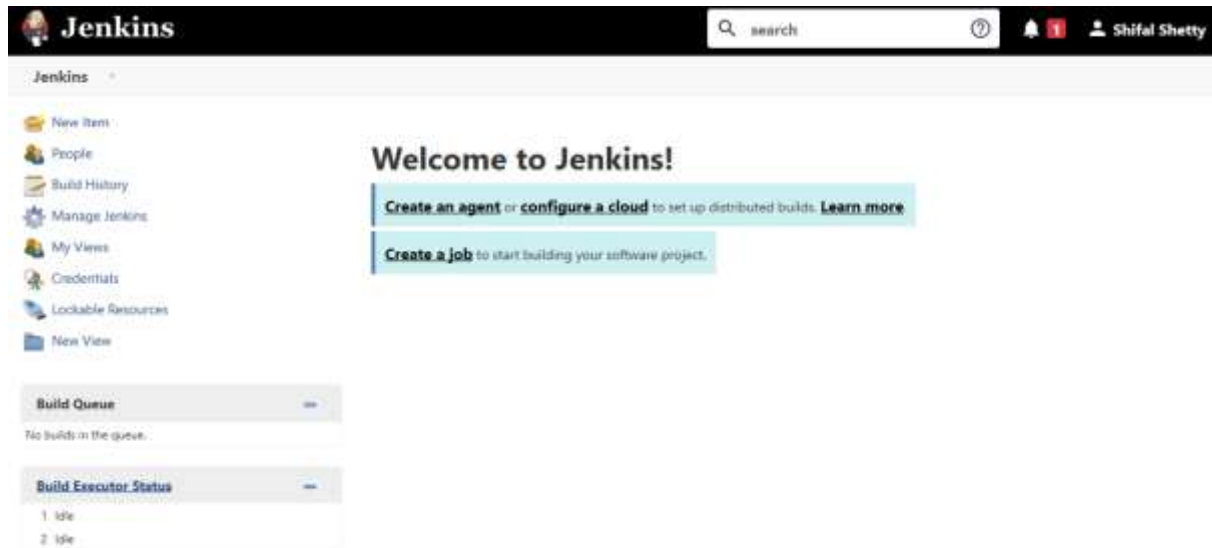 Jenkins
search
1
Shifal Shetty
Jenkins
New Item
People
Build History
Manage Jenkins
My Views
Credentials
Lockable Resources
New View
Welcome to Jenkins!
Create an agent or configure a cloud to set up distributed builds. Learn more
Create a job to start building your software project.
Build Queue
No builds in the queue.
Build Executor Status
1 Idle
2 Idle